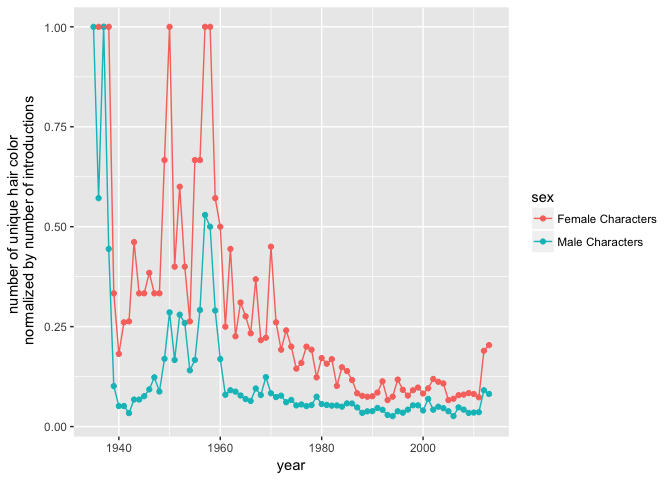 1.00
0.75
0.50
0.25
0.00
number of unique hair color
normalized by number of introductions
1940
1960
1980
2000
year
sex
Female Characters
Male Characters